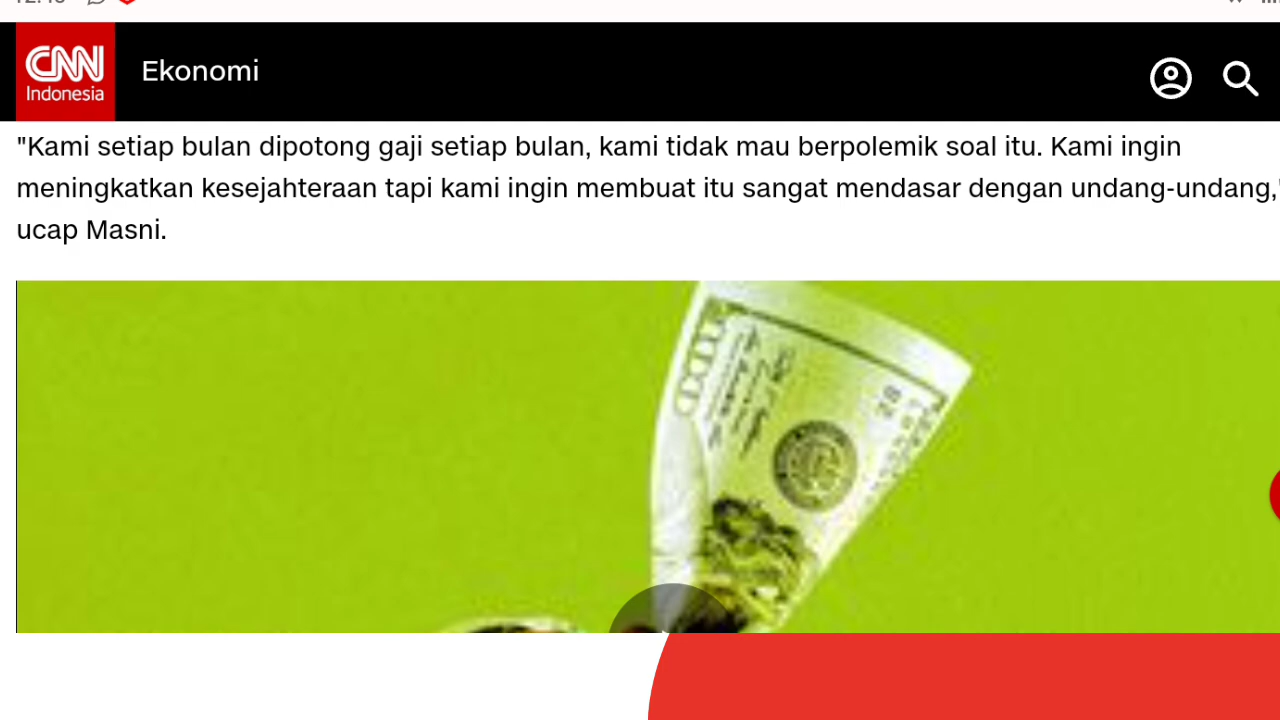 CNN
Indonesia
Ekonomi
"Kami setiap bulan dipotong gaji setiap bulan, kami tidak mau berpolemik soal itu. Kami ingin
meningkatkan kesejahteraan tapi kami ingin membuat itu sangat mendasar dengan undang-undang,"
ucap Masni.